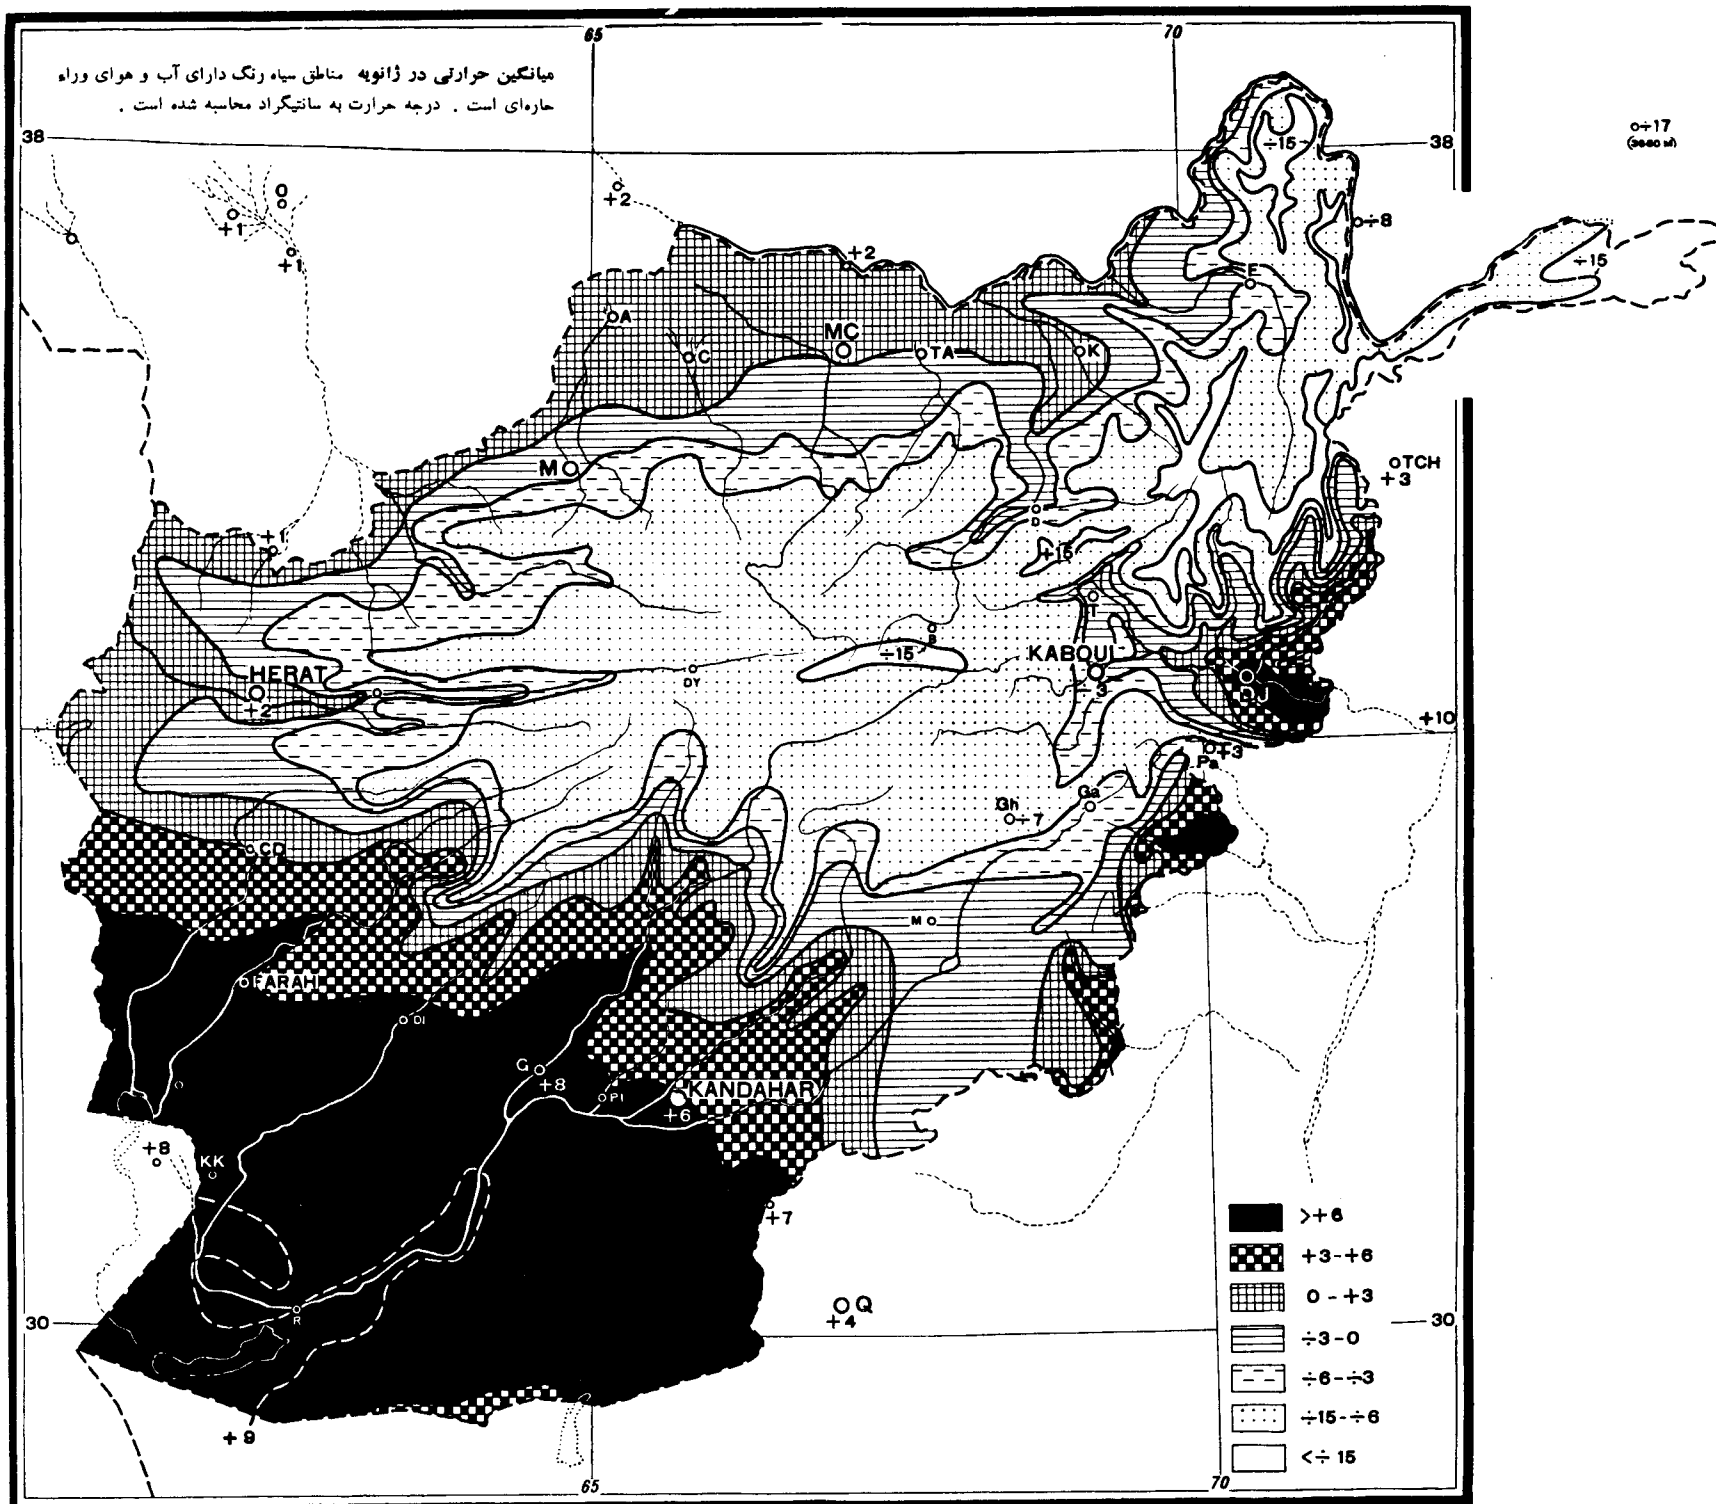 65
70
میانگین حرارتی در ژانویه مناطق سیاه رنگ دارای آب و هوای وراء
حاره‌ای است . درجه حرارت به سانتیگراد محاسبه شده است .
38
38
÷15
÷17
(3660 M)
+2
O
+1
+1
÷8
+2
E
÷15
A
MC
C
TA
K
M
TCH
+3
D
÷15
+1
T
B
÷15
KABOUL
÷3
HERAT
+2
DY
DJ
+10
+3
Pa
Ga
Gh
÷7
CD
M
FARAH
DI
G
+8
PI
KANDAHAR
+6
+8
KK
+7
>+6
+3-+6
0-+3
÷3-0
÷6-÷3
÷15-÷6
<÷15
Q
+4
R
30
30
+9
65
70